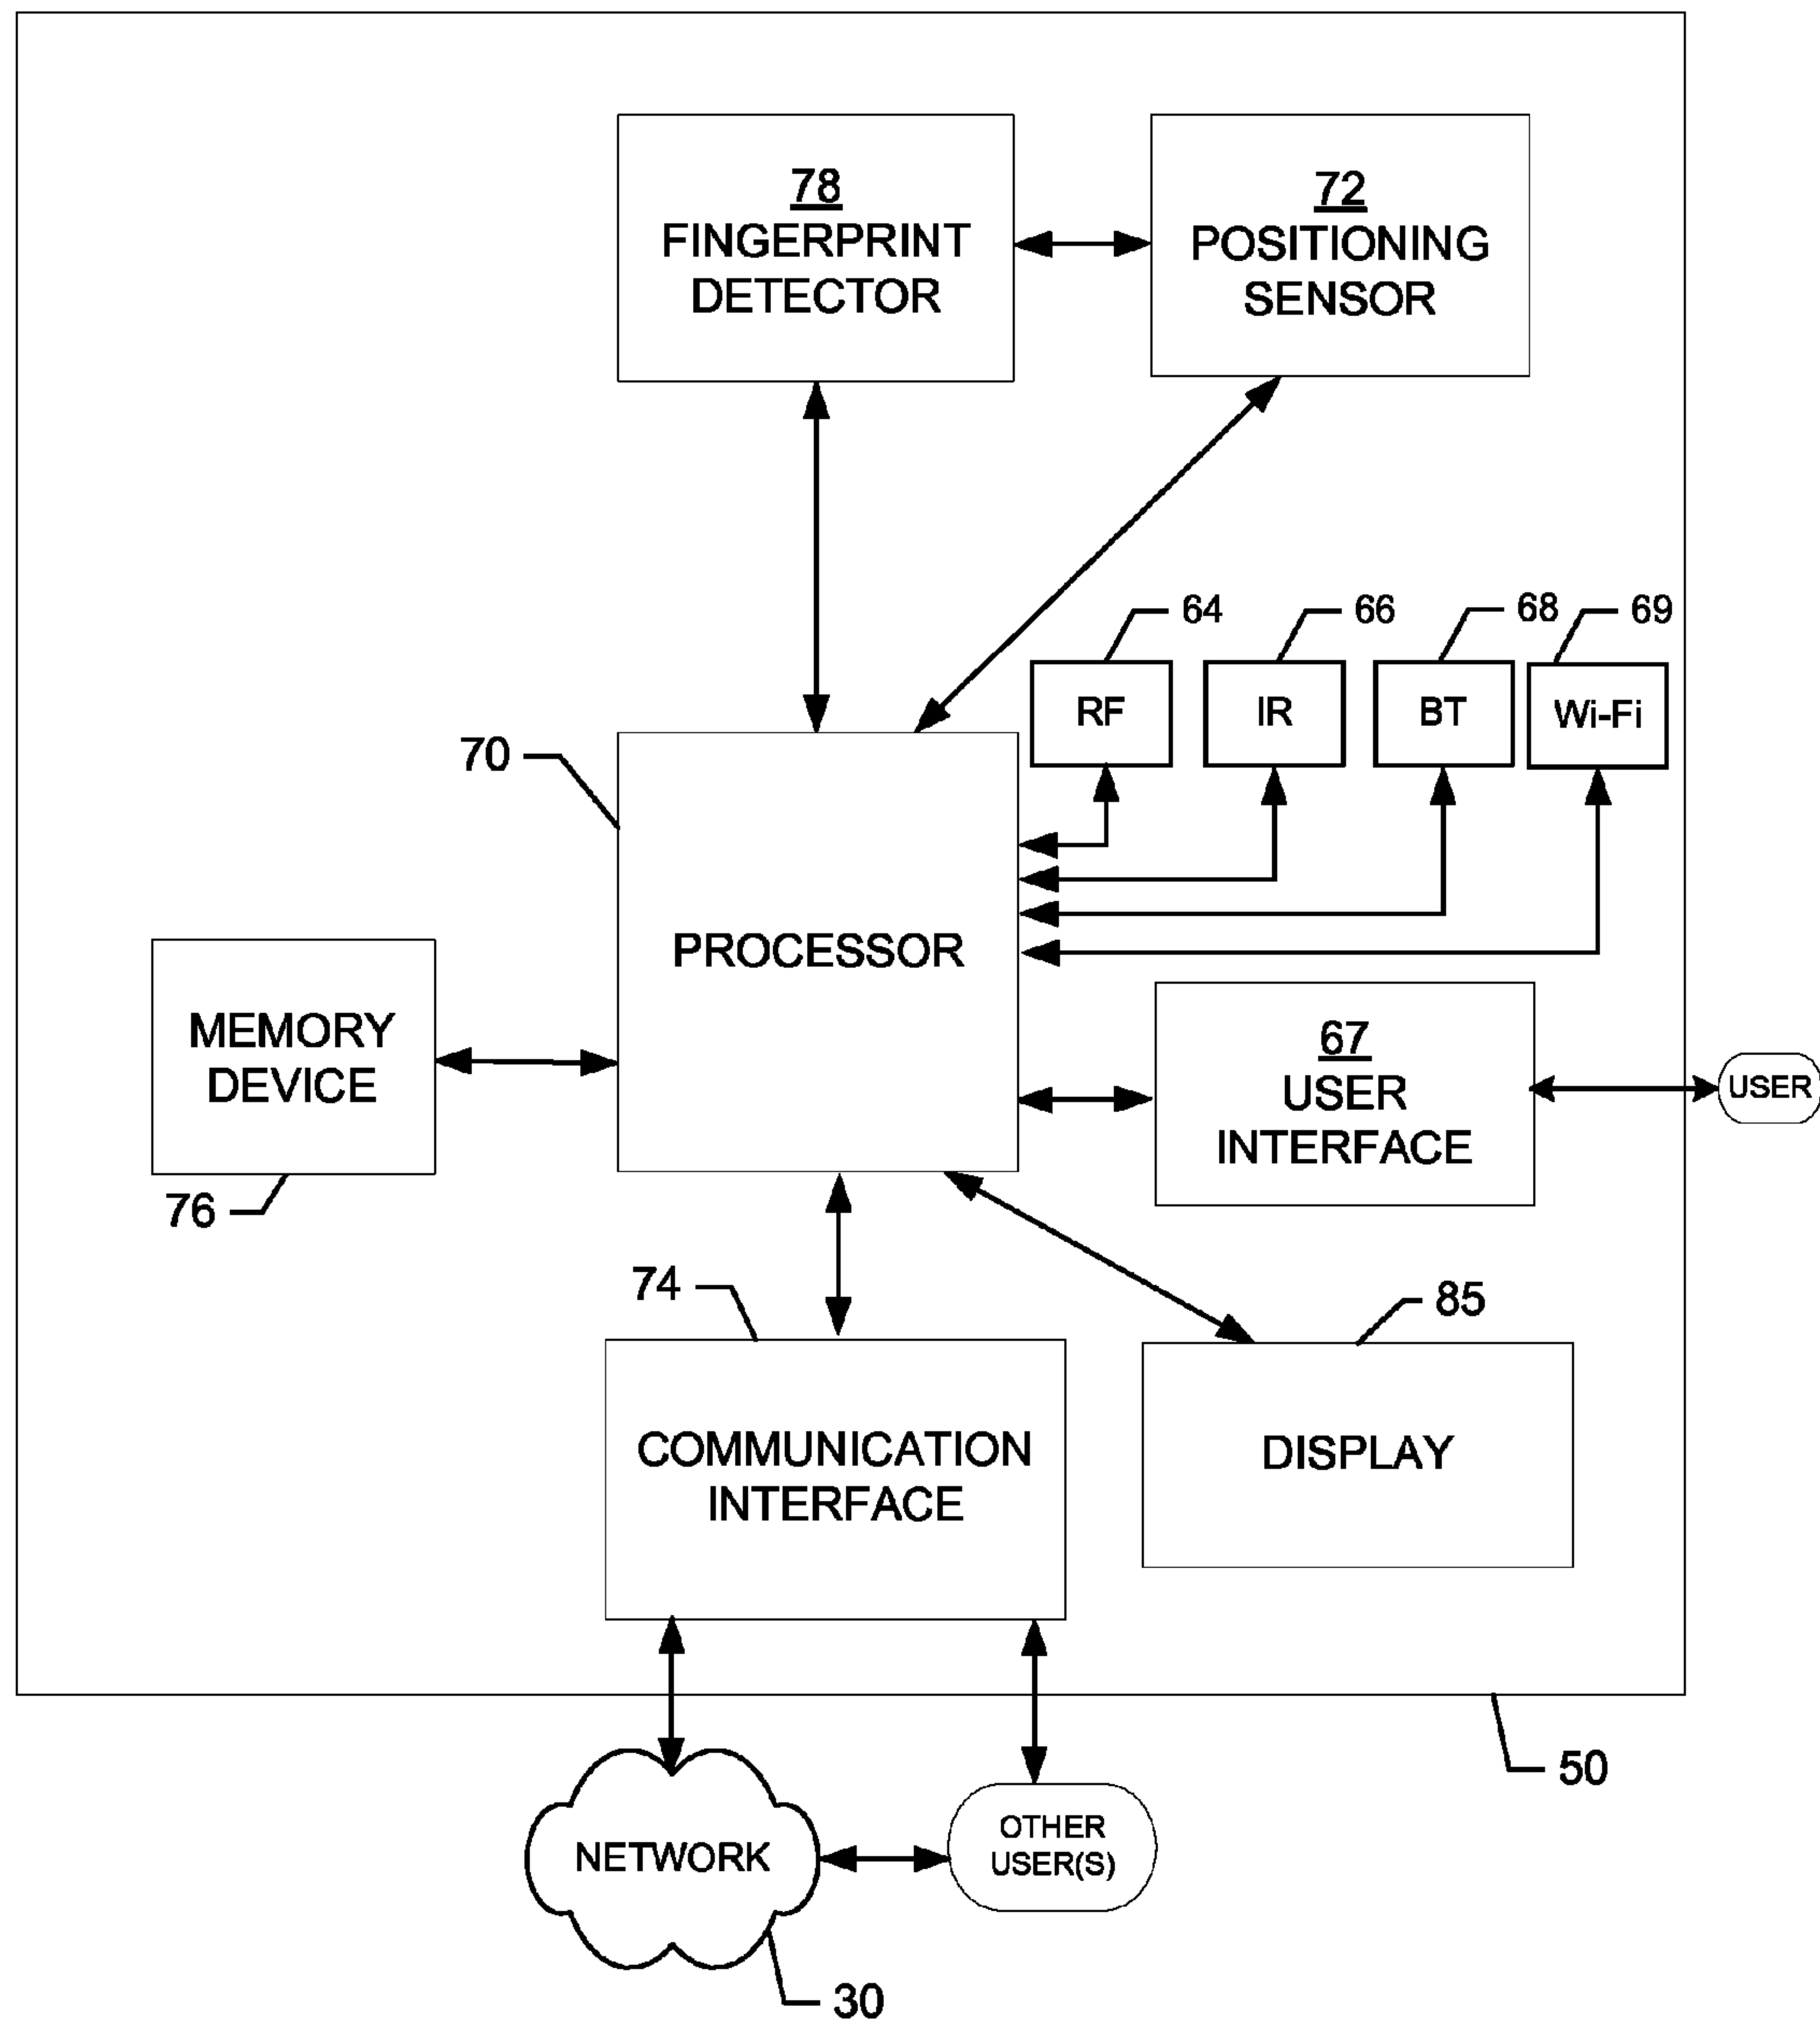 78
FINGERPRINT
DETECTOR
72
POSITIONING
SENSOR
64
66
68
69
RF
IR
BT
Wi-Fi
70
PROCESSOR
MEMORY
DEVICE
76
67
USER
INTERFACE
USER
74
COMMUNICATION
INTERFACE
85
DISPLAY
50
NETWORK
OTHER
USER(S)
30